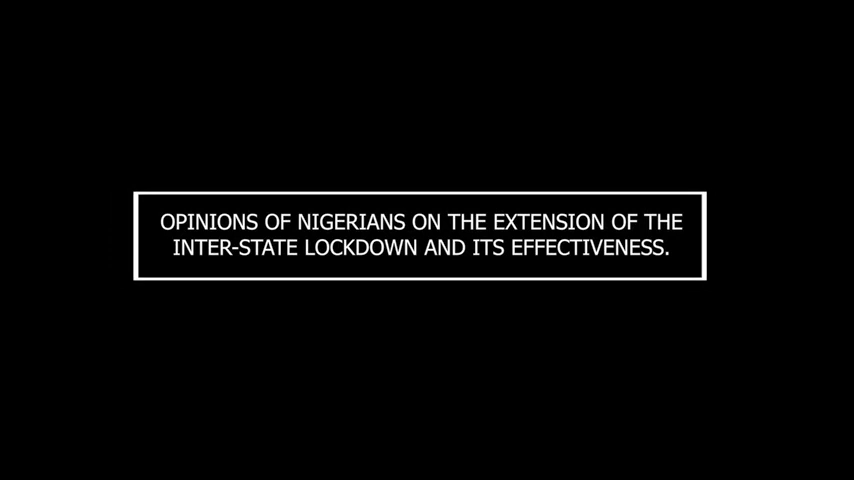 OPINIONS OF NIGERIANS ON THE EXTENSION OF THE
INTER-STATE LOCKDOWN AND ITS EFFECTIVENESS.